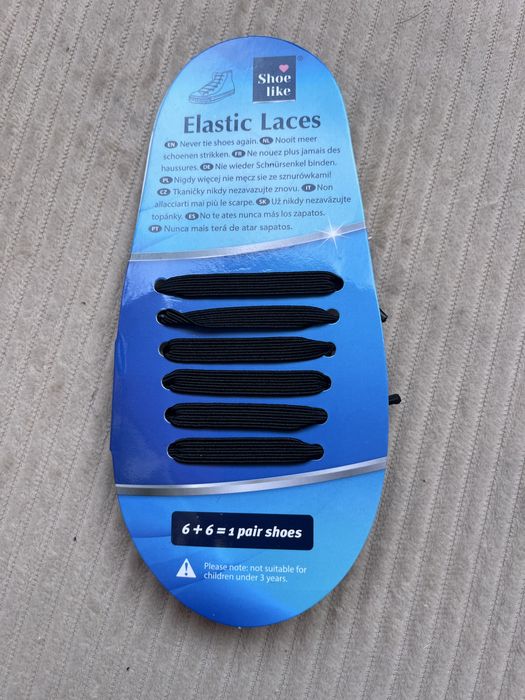 Shoe
like
®
Elastic Laces
EN Never tie shoes again. NL Nooit meer
schoenen strikken. FR Ne nouez plus jamais des
haussures. DE Nie wieder Schnürsenkel binden.
PL Nigdy więcej nie męcz sie ze sznurówkami!
CZ Tkaničky nikdy nezavazujte znovu. IT Non
allacciarti mai più le scarpe. SK Už nikdy nezaväzujte
topánky. ES No te ates nunca más los zapatos.
PT Nunca mais terá de atar sapatos.
6 + 6 = 1 pair shoes
Please note: not suitable for
children under 3 years.